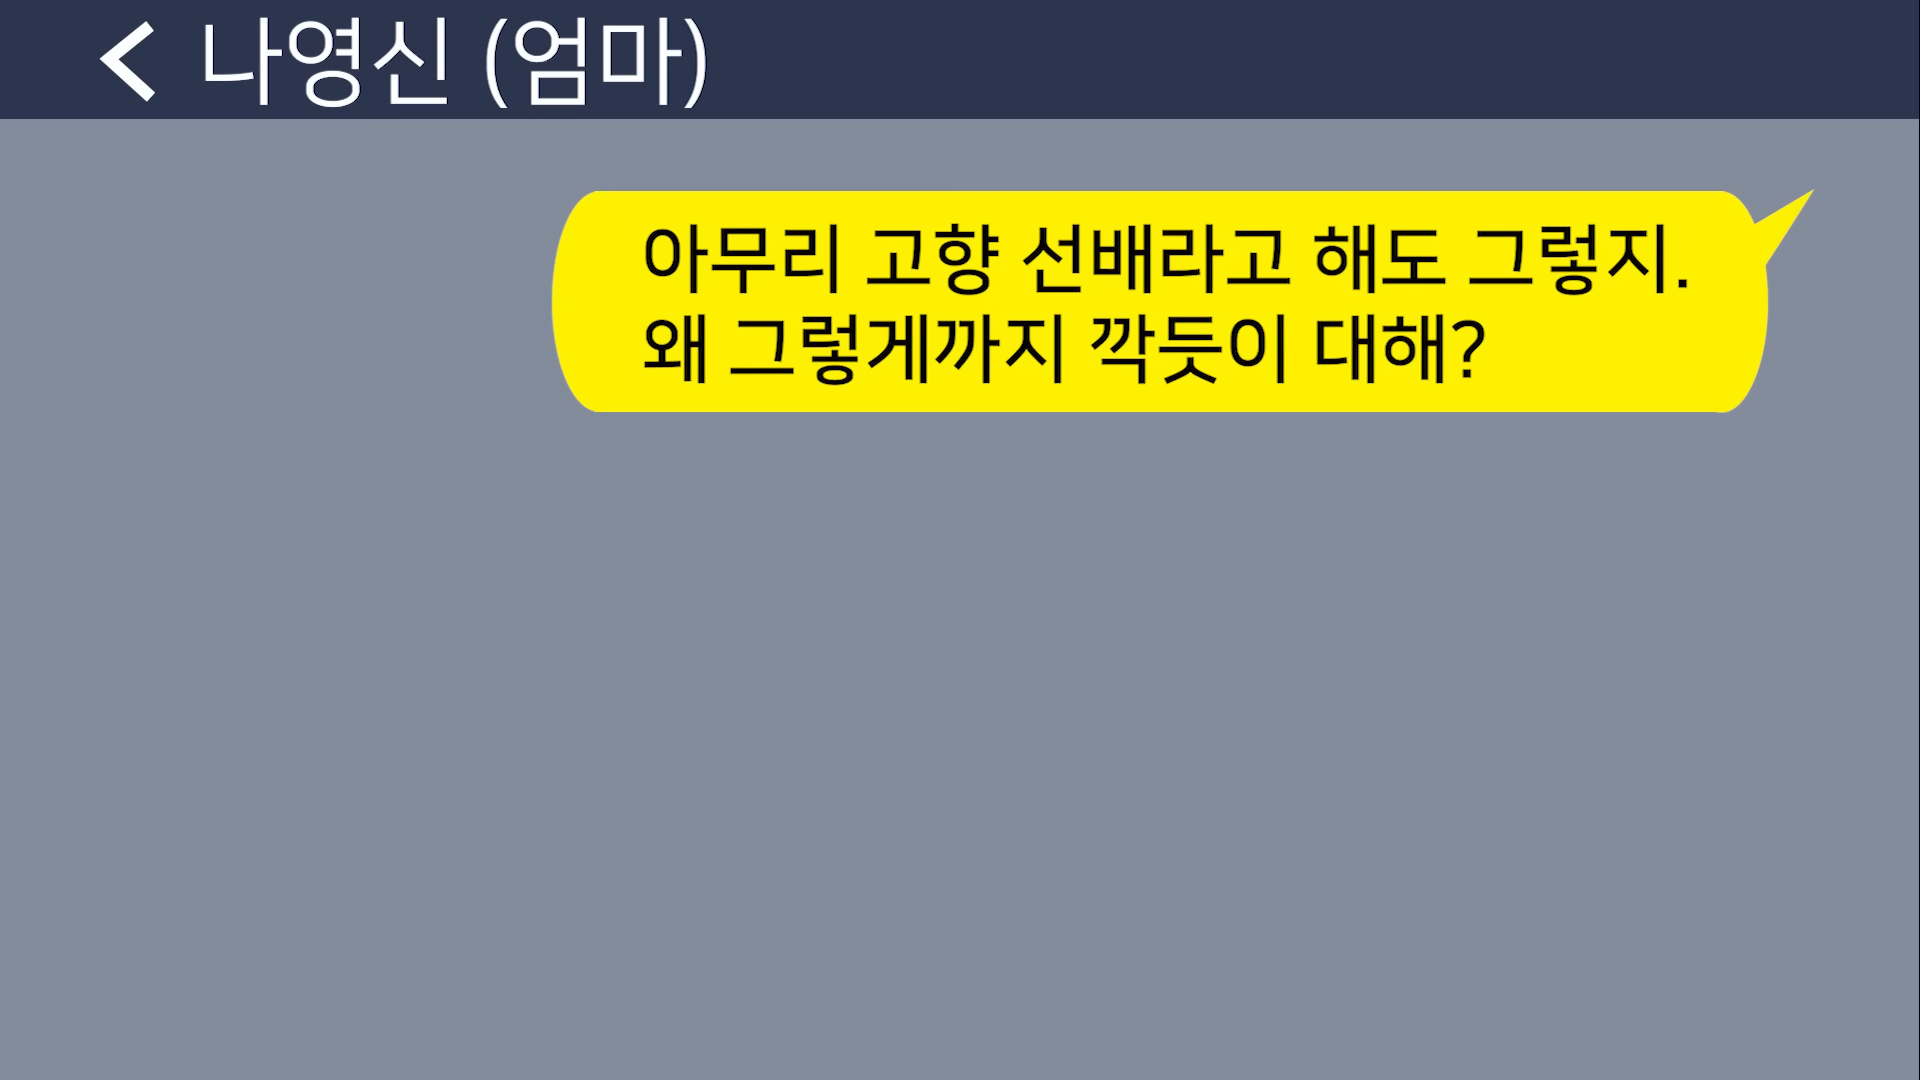 나영신 (엄마)
아무리 고향 선배라고 해도 그렇지.
왜 그렇게까지 깍듯이 대해?